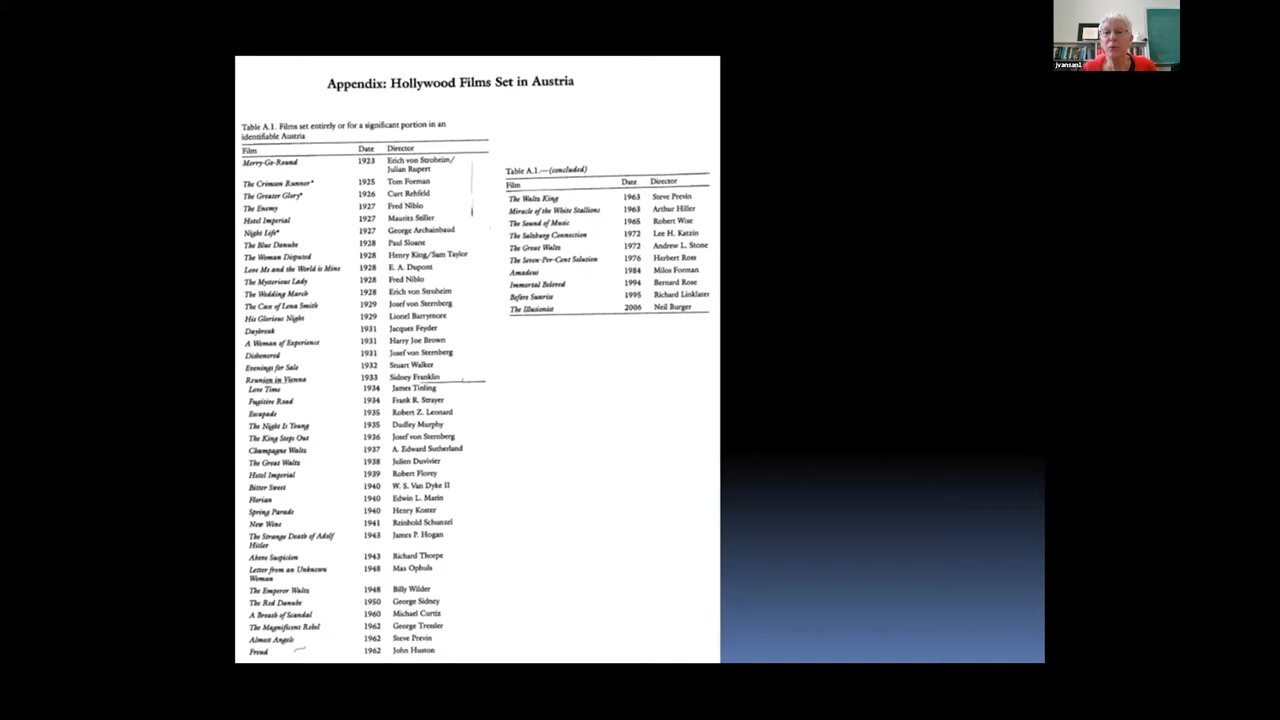 Appendix: Hollywood Films Set in Austria
Table A.1. Films set entirely or for a significant portion in an
identifiable Austria
Film Date Director
Merry-Go-Round 1923 Erich von Stroheim/
Julian Rupert
The Crimson Runner* 1925 Tom Forman
The Greater Glory* 1926 Curt Rehfeld
The Enemy 1927 Fred Niblo
Hotel Imperial 1927 Mauritz Stiller
Night Life* 1927 George Archainbaud
The Blue Danube 1928 Paul Sloane
The Woman Disputed 1928 Henry King/Sam Taylor
Love Me and the World is Mine 1928 E. A. Dupont
The Mysterious Lady 1928 Fred Niblo
The Wedding March 1928 Erich von Stroheim
The Case of Lena Smith 1929 Josef von Sternberg
His Glorious Night 1929 Lionel Barrymore
Daybreak 1931 Jacques Feyder
A Woman of Experience 1931 Harry Joe Brown
Dishonored 1931 Josef von Sternberg
Evenings for Sale 1932 Stuart Walker
Reunion in Vienna 1933 Sidney Franklin
Love Time 1934 James Tinling
Fugitive Road 1934 Frank R. Strayer
Escapade 1935 Robert Z. Leonard
The Night Is Young 1935 Dudley Murphy
The King Steps Out 1936 Josef von Sternberg
Champagne Waltz 1937 A. Edward Sutherland
The Great Waltz 1938 Julien Duvivier
Hotel Imperial 1939 Robert Florey
Bitter Sweet 1940 W. S. Van Dyke II
Florian 1940 Edwin L. Marin
Spring Parade 1940 Henry Koster
New Wine 1941 Reinhold Schunzel
The Strange Death of Adolf 1943 James P. Hogan
Hitler
Above Suspicion 1943 Richard Thorpe
Letter from an Unknown 1948 Max Ophuls
Woman
The Emperor Waltz 1948 Billy Wilder
The Red Danube 1950 George Sidney
A Breath of Scandal 1960 Michael Curtiz
The Magnificent Rebel 1962 George Tressler
Almost Angels 1962 Steve Previn
Freud 1962 John Huston
Table A.1.—(concluded)
Film Date Director
The Waltz King 1963 Steve Previn
Miracle of the White Stallions 1963 Arthur Hiller
The Sound of Music 1965 Robert Wise
The Salzburg Connection 1972 Lee H. Katzin
The Great Waltz 1972 Andrew L. Stone
The Seven-Per-Cent Solution 1976 Herbert Ross
Amadeus 1984 Milos Forman
Immortal Beloved 1994 Bernard Rose
Before Sunrise 1995 Richard Linklater
The Illusionist 2006 Neil Burger
jvansan1